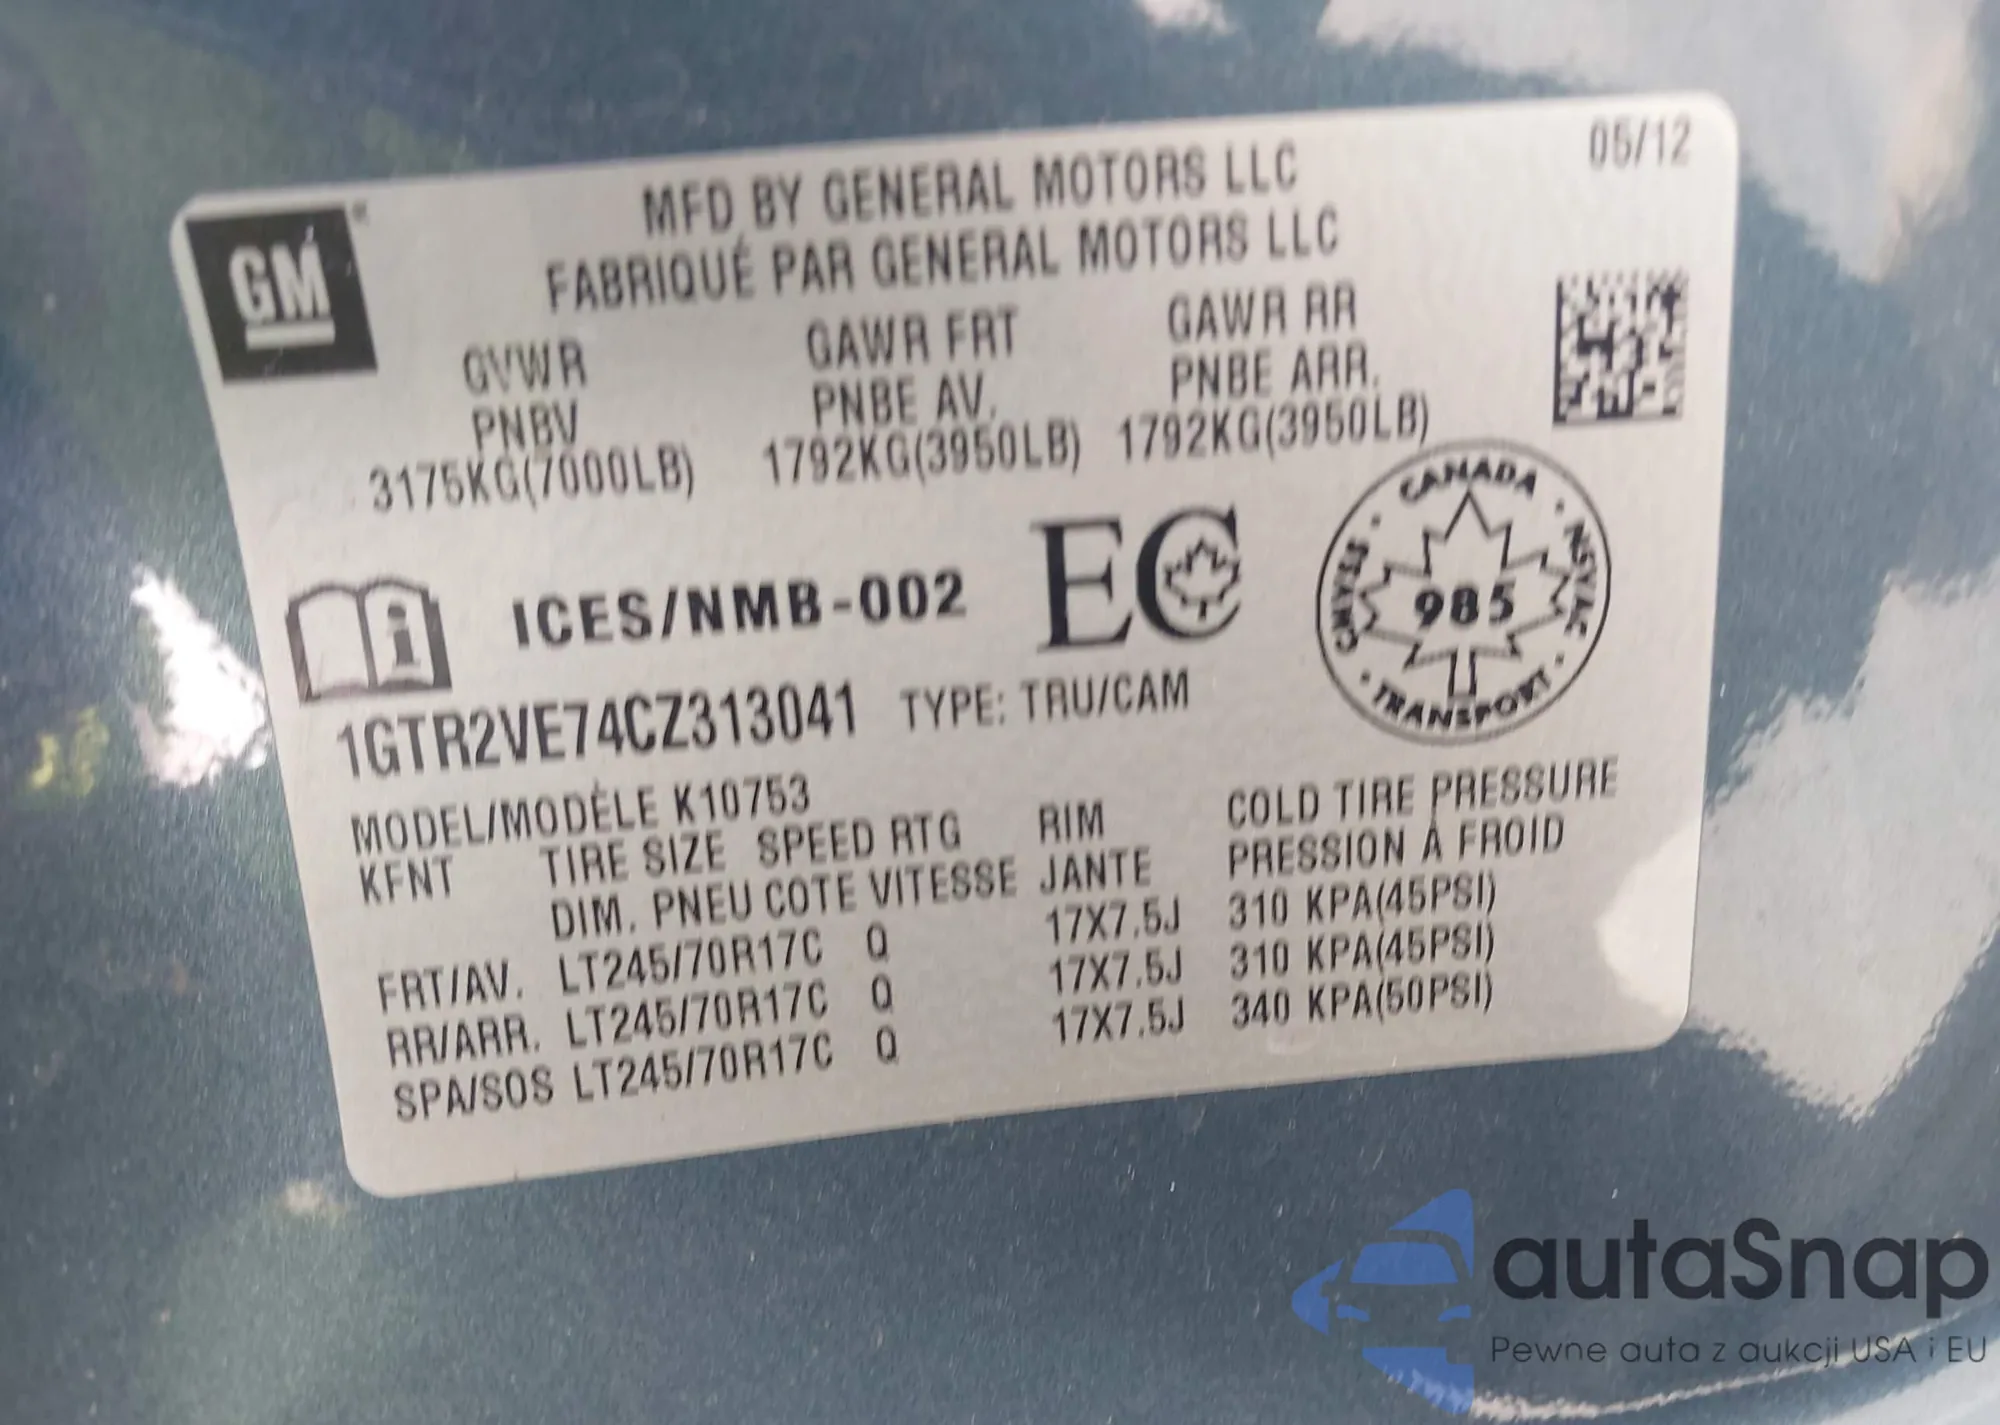 05/12
GM
MFD BY GENERAL MOTORS LLC
FABRIQUÉ PAR GENERAL MOTORS LLC
GVWR GAWR FRT GAWR RR
PNBV PNBE AV. PNBE ARR.
3175KG(7000LB) 1792KG(3950LB) 1792KG(3950LB)
i ICES/NMB-002 EC
CANADA
985
TRANSPORT
1GTR2VE74CZ313041 TYPE: TRU/CAM
MODEL/MODÈLE K10753
KFNT TIRE SIZE SPEED RTG RIM COLD TIRE PRESSURE
DIM. PNEU COTE VITESSE JANTE PRESSION À FROID
FRT/AV. LT245/70R17C Q 17X7.5J 310 KPA(45PSI)
RR/ARR. LT245/70R17C Q 17X7.5J 310 KPA(45PSI)
SPA/SOS LT245/70R17C Q 17X7.5J 340 KPA(50PSI)
autaSnap
Pewne auta z aukcji USA i EU